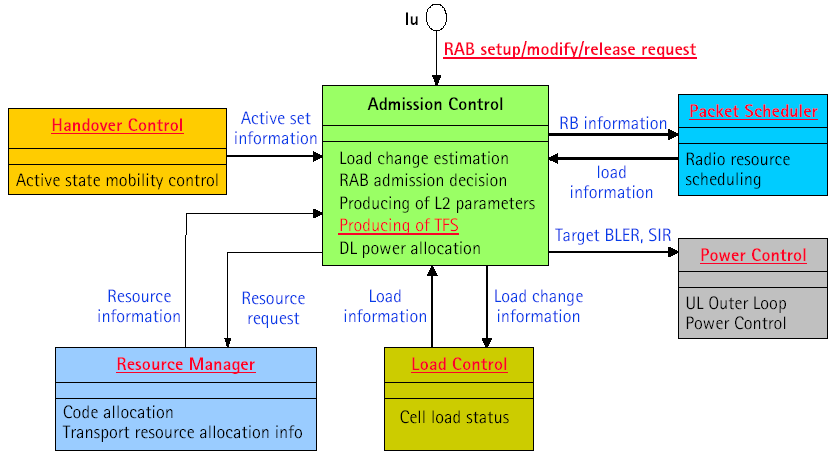 Iu
RAB setup/modify/release request
Handover Control
Active state mobility control
Active set
information
Admission Control
Load change estimation
RAB admission decision
Producing of L2 parameters
Producing of TFS
DL power allocation
RB information
load
information
Packet Scheduler
Radio resource
scheduling
Target BLER, SIR
Power Control
UL Outer Loop
Power Control
Resource
information
Resource
request
Load
information
Load change
information
Resource Manager
Code allocation
Transport resource allocation info
Load Control
Cell load status